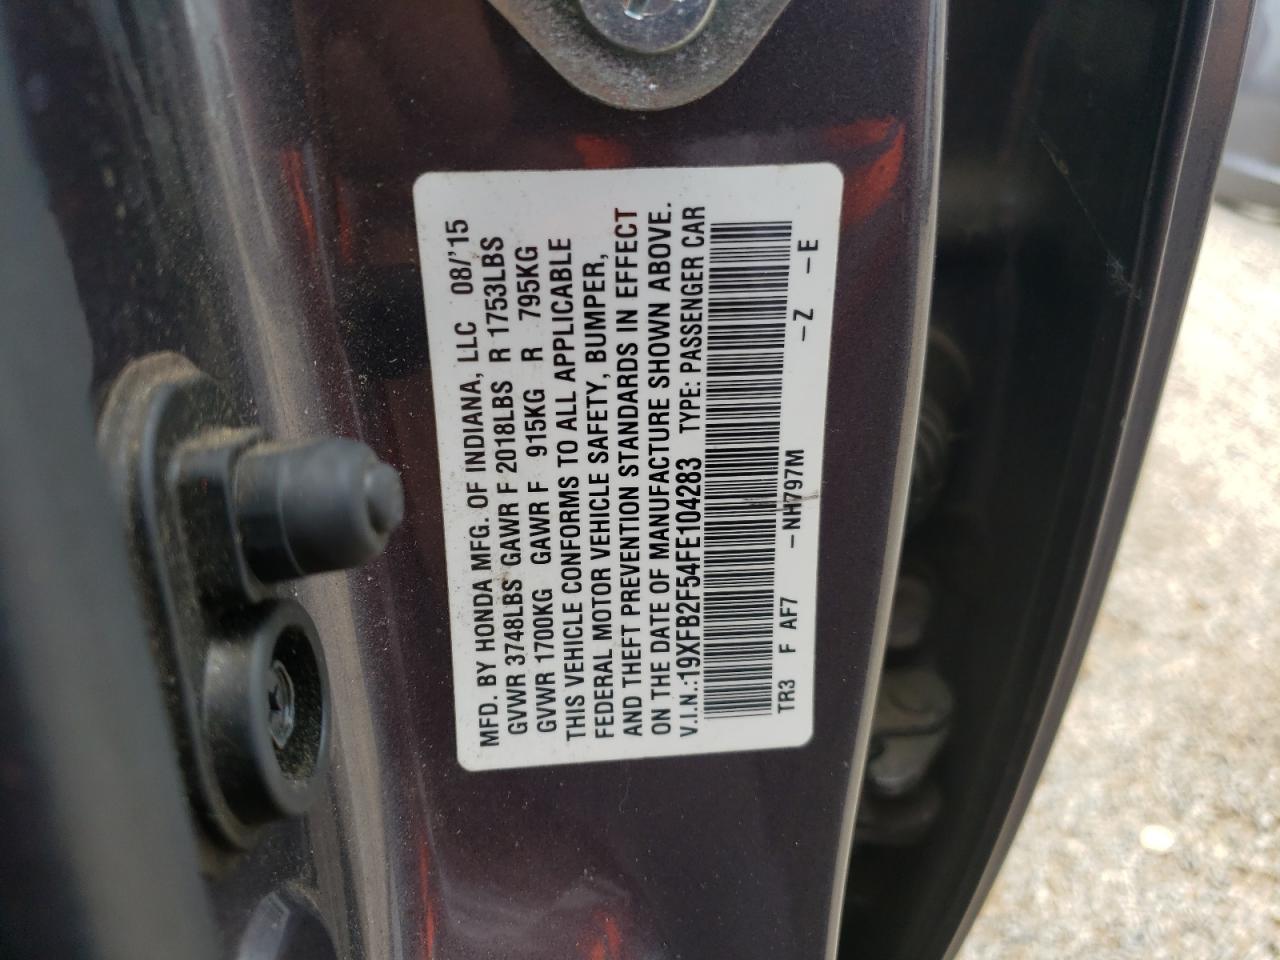 MFD. BY HONDA MFG. OF INDIANA, LLC 08/'15
GVWR 3748LBS GAWR F 2018LBS R 1753LBS
GVWR 1700KG GAWR F 915KG R 795KG
THIS VEHICLE CONFORMS TO ALL APPLICABLE
FEDERAL MOTOR VEHICLE SAFETY, BUMPER,
AND THEFT PREVENTION STANDARDS IN EFFECT
ON THE DATE OF MANUFACTURE SHOWN ABOVE.
V.I.N.:19XFB2F54FE104283 TYPE: PASSENGER CAR
TR3 F AF7 –NH797M –Z –E